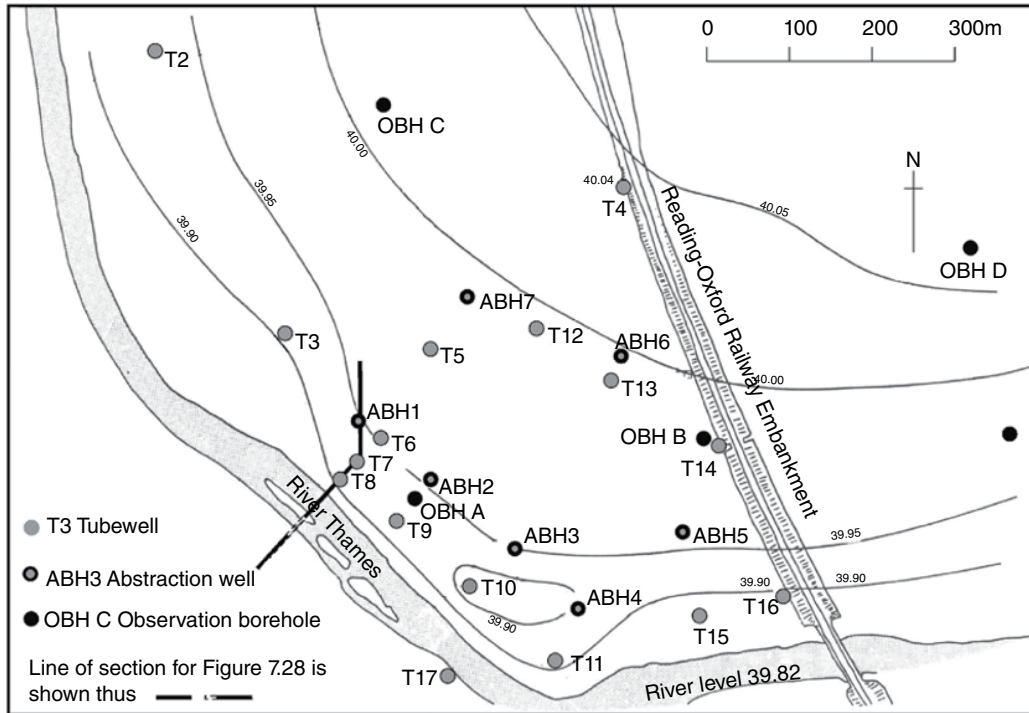 0 100 200 300m
T2
OBH C
N
40.00
39.95
40.04
T4
40.05
39.90
Reading-Oxford Railway Embankment
OBH D
ABH7
T3
T12
ABH6
T5
T13
40.00
ABH1
T6
OBH B
T14
T7
T8
ABH2
River Thames
OBH A
T9
ABH5
ABH3
39.95
T3 Tubewell
ABH3 Abstraction well
T10
39.90
39.90
ABH4
T16
OBH C Observation borehole
39.90
T15
T11
Line of section for Figure 7.28 is
shown thus
T17
River level 39.82